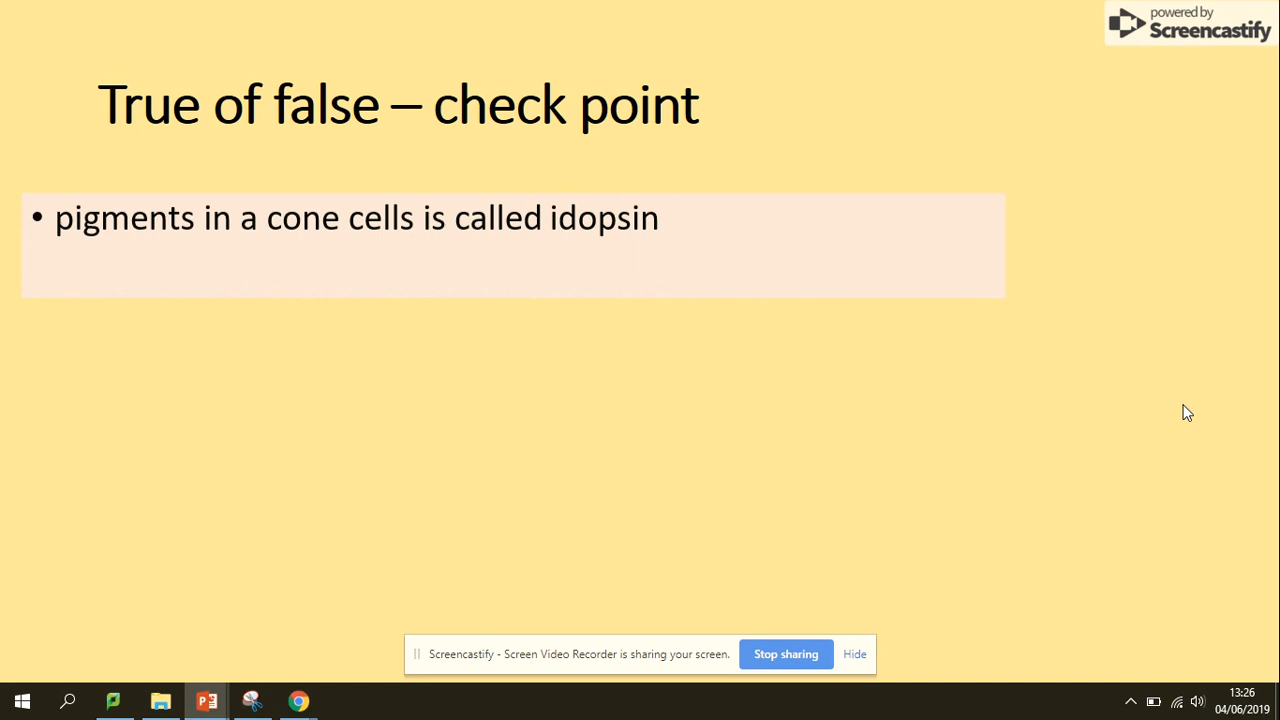 powered by
Screencastify
True of false – check point
• pigments in a cone cells is called idopsin
Screencastify - Screen Video Recorder is sharing your screen. Stop sharing Hide
13:26
04/06/2019